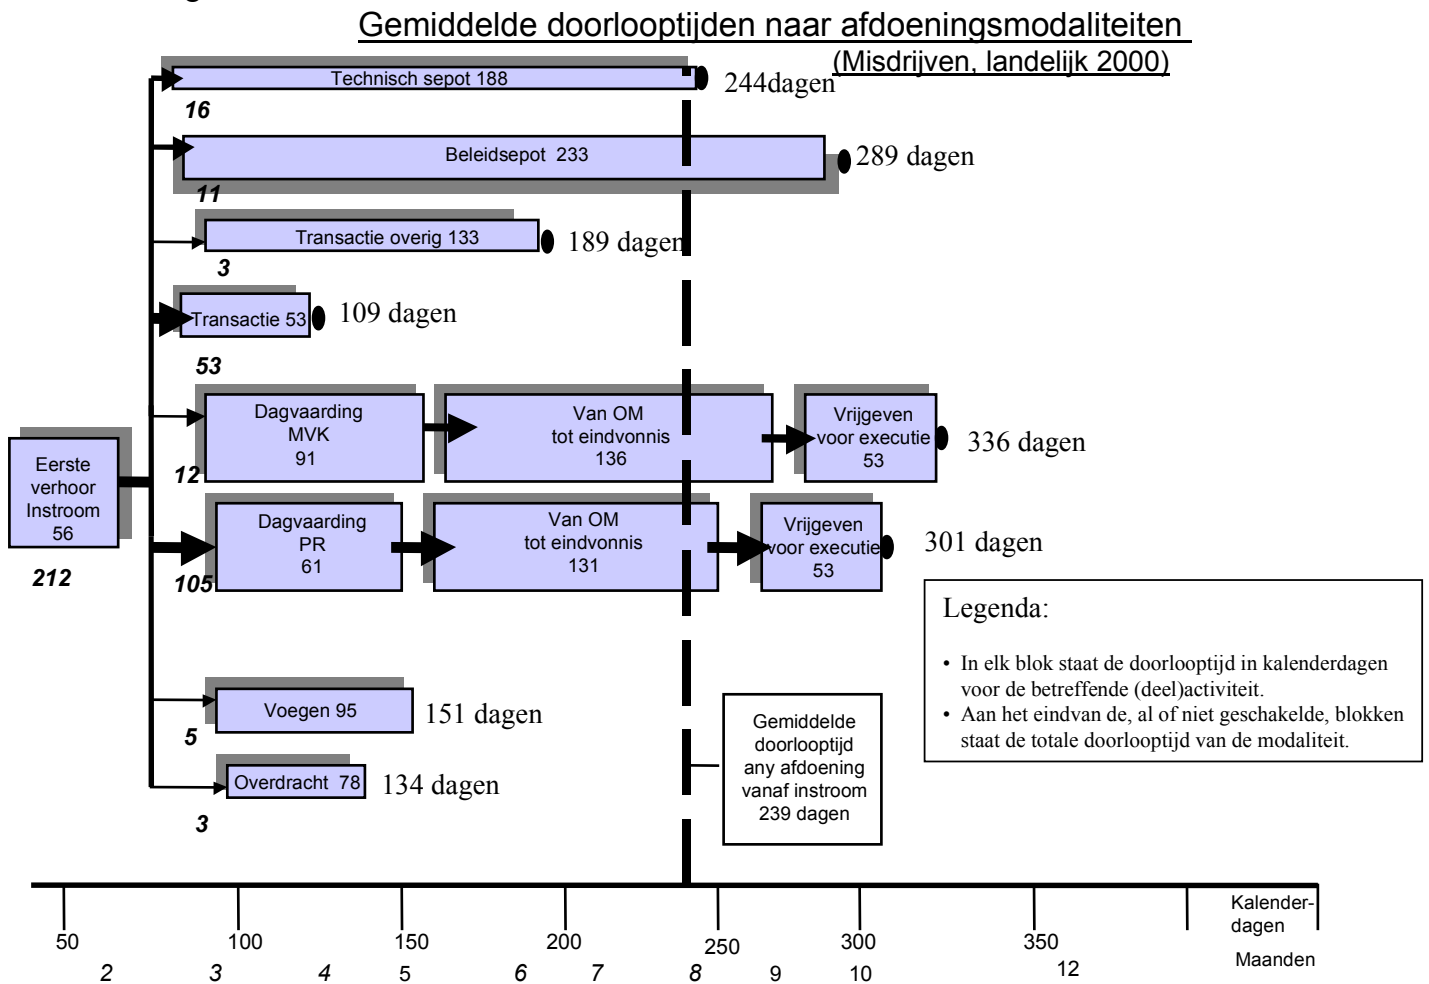 Gemiddelde doorlooptijden naar afdoeningsmodaliteiten
(Misdrijven, landelijk 2000)
Technisch sepot 188
244dagen
16
Beleidsepot 233
289 dagen
11
Transactie overig 133
189 dagen
3
Transactie 53
109 dagen
53
Dagvaarding
MVK
91
Van OM
tot eindvonnis
136
Vrijgeven
voor executie
53
336 dagen
12
Eerste
verhoor
Instroom
56
212
Dagvaarding
PR
61
Van OM
tot eindvonnis
131
Vrijgeven
voor executie
53
301 dagen
105
Legenda:
• In elk blok staat de doorlooptijd in kalenderdagen
voor de betreffende (deel)activiteit.
• Aan het eindvan de, al of niet geschakelde, blokken
staat de totale doorlooptijd van de modaliteit.
Voegen 95
151 dagen
5
Overdracht 78
134 dagen
3
Gemiddelde
doorlooptijd
any afdoening
vanaf instroom
239 dagen
50 100 150 200 250 300 350
Kalender-
dagen
2 3 4 5 6 7 8 9 10 12
Maanden